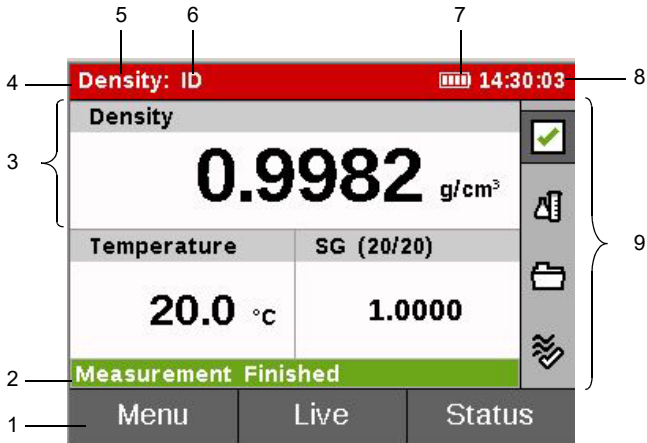 5 6 7
4 Density: ID 14:30:03 8
Density
3 0.9982 g/cm³
9
Temperature SG (20/20)
20.0 °C 1.0000
2 Measurement Finished
1 Menu Live Status